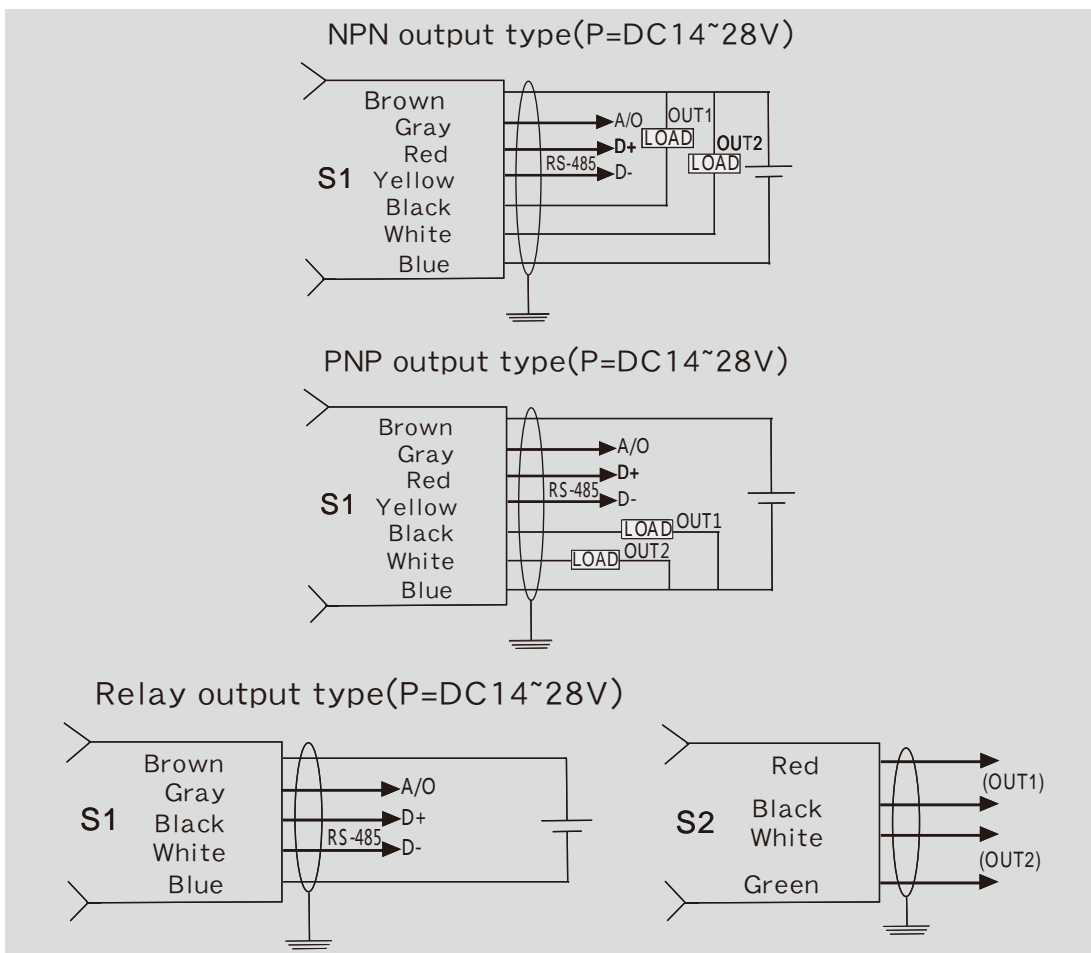 NPN output type(P=DC14~28V)
Brown
Gray
A/O
OUT1
LOAD
Red
D+
OUT2
LOAD
S1
Yellow
RS-485
D-
Black
White
Blue
PNP output type(P=DC14~28V)
Brown
Gray
A/O
Red
D+
S1
Yellow
RS-485
D-
Black
LOAD
OUT1
White
LOAD
OUT2
Blue
Relay output type(P=DC14~28V)
Brown
Gray
A/O
S1
Black
D+
White
RS-485
D-
Blue
Red
(OUT1)
S2
Black
White
(OUT2)
Green